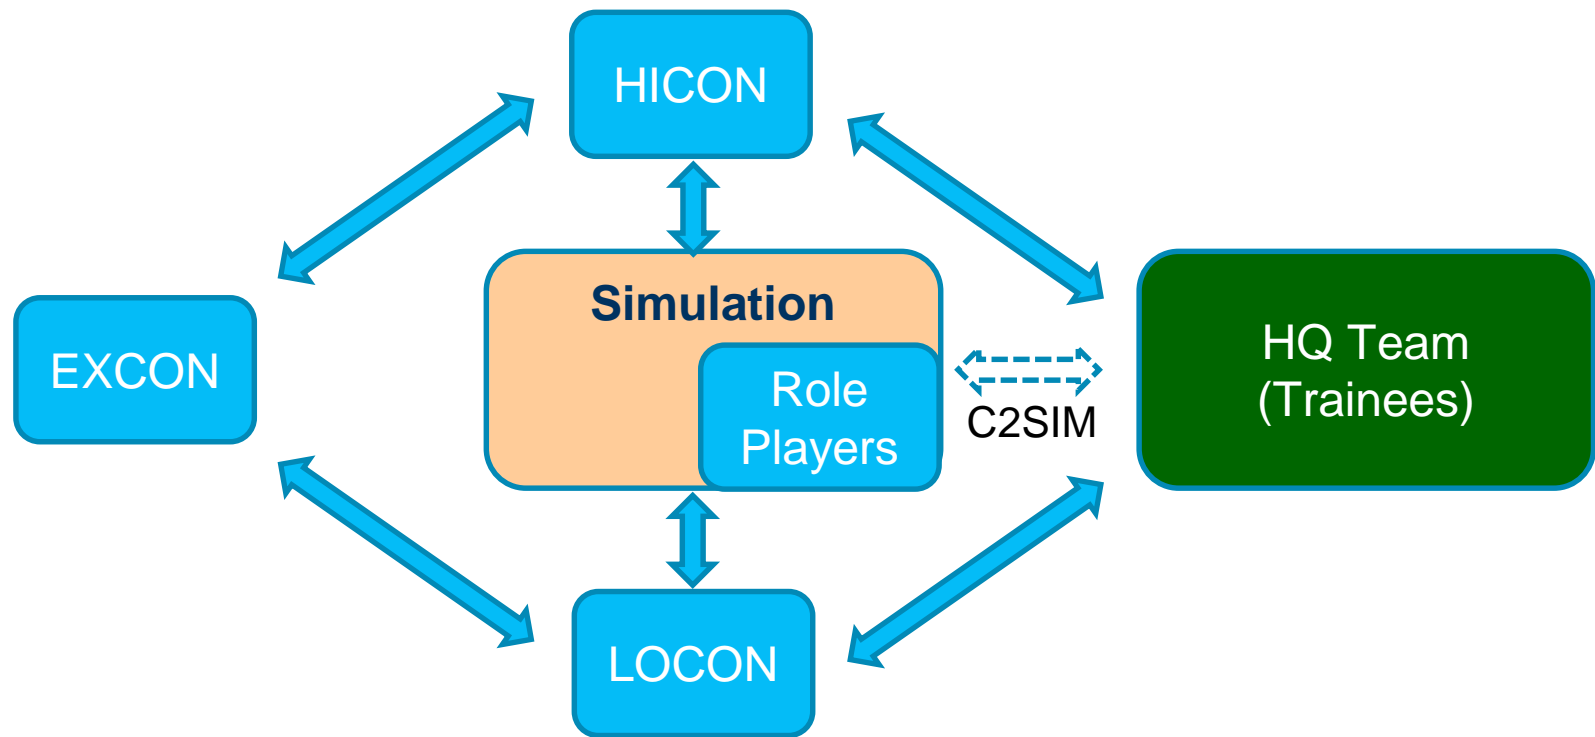 HICON
Simulation
EXCON
Role
Players
C2SIM
HQ Team
(Trainees)
LOCON